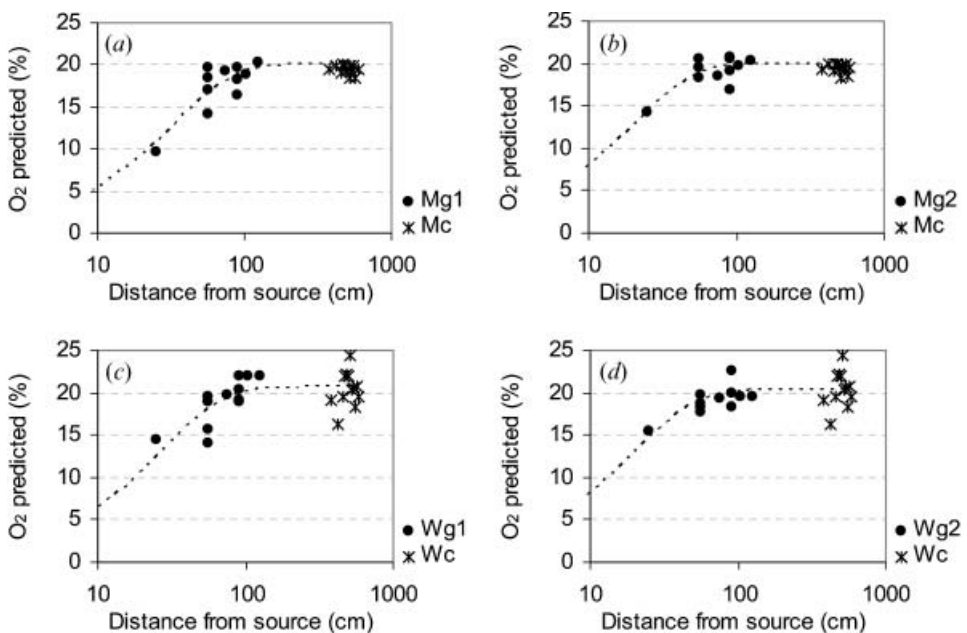 (a)
25
20
15
10
5
0
O₂ predicted (%)
10 100 1000
Distance from source (cm)
Mg1
Mc
(b)
25
20
15
10
5
0
O₂ predicted (%)
10 100 1000
Distance from source (cm)
Mg2
Mc
(c)
25
20
15
10
5
0
O₂ predicted (%)
10 100 1000
Distance from source (cm)
Wg1
Wc
(d)
25
20
15
10
5
0
O₂ predicted (%)
10 100 1000
Distance from source (cm)
Wg2
Wc